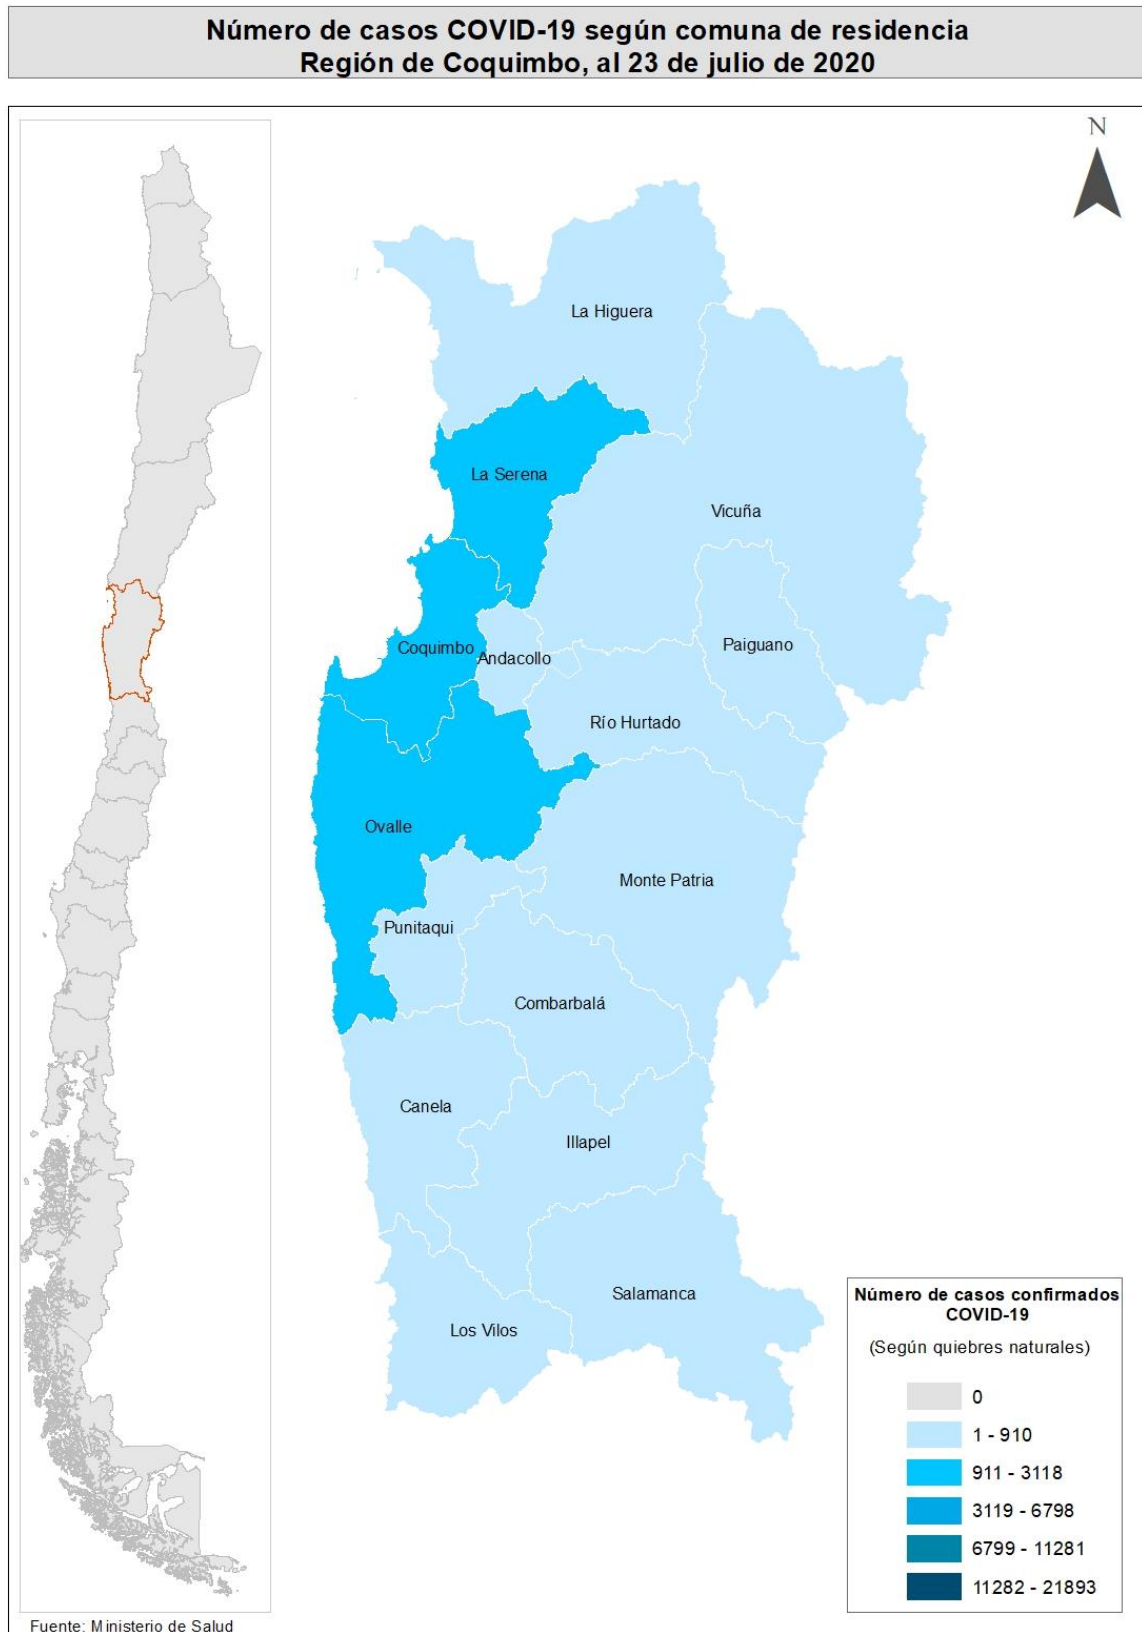 Número de casos COVID-19 según comuna de residencia
Región de Coquimbo, al 23 de julio de 2020
N
La Higuera
La Serena
Vicuña
Coquimbo
Andacollo
Paiguano
Río Hurtado
Ovalle
Monte Patria
Punitaqui
Combarbalá
Canela
Illapel
Salamanca
Los Vilos
Número de casos confirmados
COVID-19
(Según quiebres naturales)
0
1 - 910
911 - 3118
3119 - 6798
6799 - 11281
11282 - 21893
Fuente: Ministerio de Salud